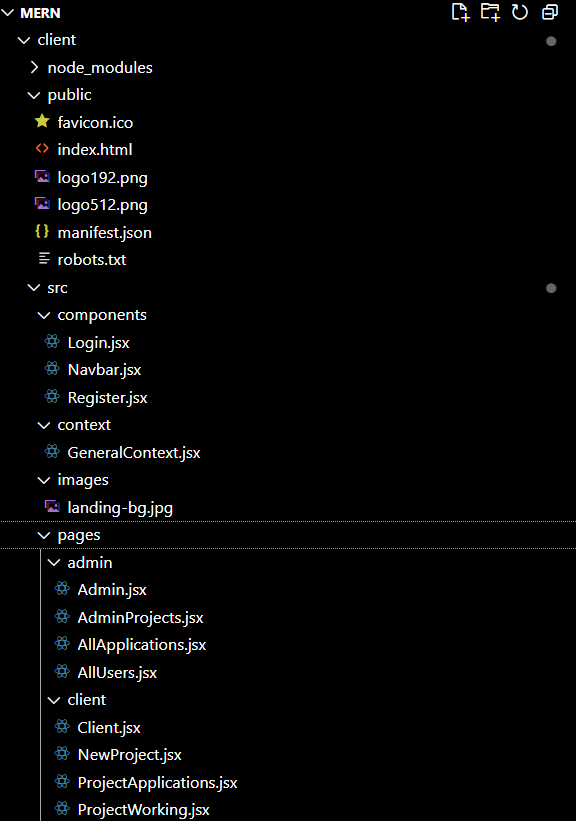 MERN
client
node_modules
public
favicon.ico
index.html
logo192.png
logo512.png
manifest.json
robots.txt
src
components
Login.jsx
Navbar.jsx
Register.jsx
context
GeneralContext.jsx
images
landing-bg.jpg
pages
admin
Admin.jsx
AdminProjects.jsx
AllApplications.jsx
AllUsers.jsx
client
Client.jsx
NewProject.jsx
ProjectApplications.jsx
ProjectWorking.jsx